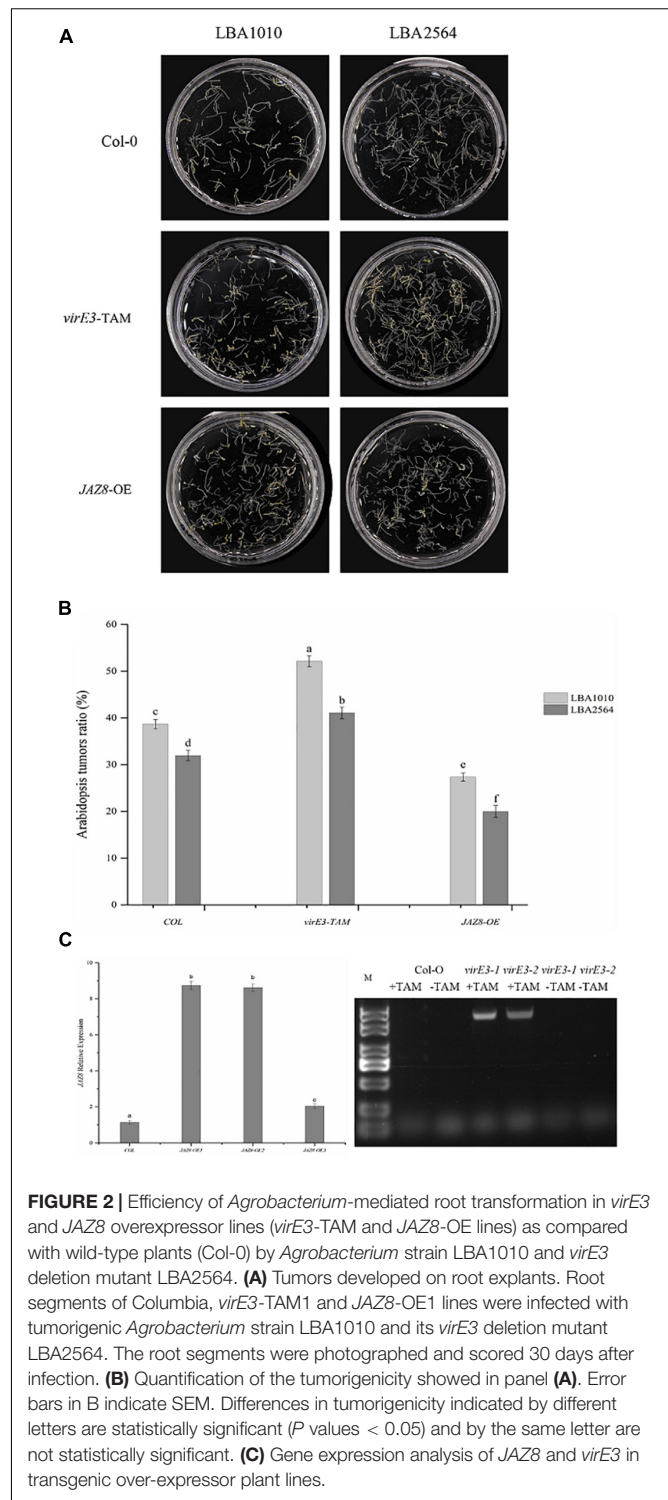 A
LBA1010 LBA2564
Col-0
virE3-TAM
JAZ8-OE
B
Arabidopsis tumors ratio (%)
60
50
40
30
20
10
0
c
d
a
b
e
f
LBA1010
LBA2564
COL virE3-TAM JAZ8-OE
C
JAZ8 Relative Expression
10
8
6
4
2
0
a
b
b
c
COL JAZ8-OE1 JAZ8-OE2 JAZ8-OE3
M
Col-O virE3-1 virE3-2 virE3-1 virE3-2
+TAM -TAM +TAM +TAM -TAM -TAM
FIGURE 2 | Efficiency of Agrobacterium-mediated root transformation in virE3
and JAZ8 overexpressor lines (virE3-TAM and JAZ8-OE lines) as compared
with wild-type plants (Col-0) by Agrobacterium strain LBA1010 and virE3
deletion mutant LBA2564. (A) Tumors developed on root explants. Root
segments of Columbia, virE3-TAM1 and JAZ8-OE1 lines were infected with
tumorigenic Agrobacterium strain LBA1010 and its virE3 deletion mutant
LBA2564. The root segments were photographed and scored 30 days after
infection. (B) Quantification of the tumorigenicity showed in panel (A). Error
bars in B indicate SEM. Differences in tumorigenicity indicated by different
letters are statistically significant (P values < 0.05) and by the same letter are
not statistically significant. (C) Gene expression analysis of JAZ8 and virE3 in
transgenic over-expressor plant lines.